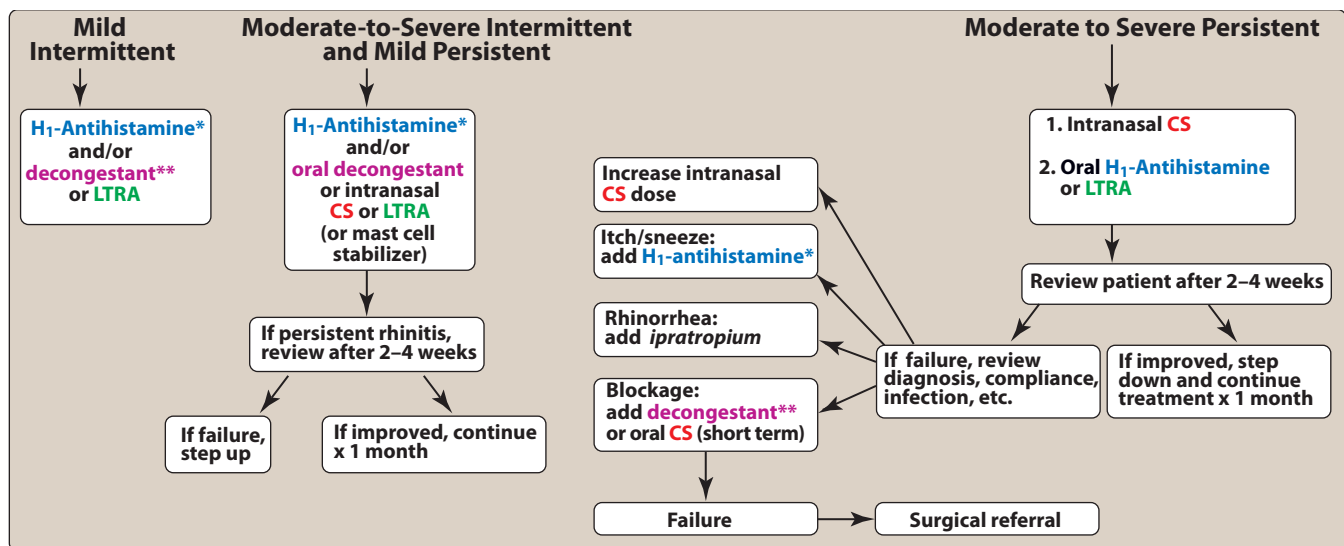 Mild
Intermittent
H₁-Antihistamine*
and/or
decongestant**
or LTRA
Moderate-to-Severe Intermittent
and Mild Persistent
H₁-Antihistamine*
and/or
oral decongestant
or intranasal
CS or LTRA
(or mast cell
stabilizer)
If persistent rhinitis,
review after 2–4 weeks
If failure,
step up
If improved, continue
x 1 month
Moderate to Severe Persistent
1. Intranasal CS
2. Oral H₁-Antihistamine
or LTRA
Review patient after 2–4 weeks
If failure, review
diagnosis, compliance,
infection, etc.
If improved, step
down and continue
treatment x 1 month
Increase intranasal
CS dose
Itch/sneeze:
add H₁-antihistamine*
Rhinorrhea:
add ipratropium
Blockage:
add decongestant**
or oral CS (short term)
Failure
Surgical referral